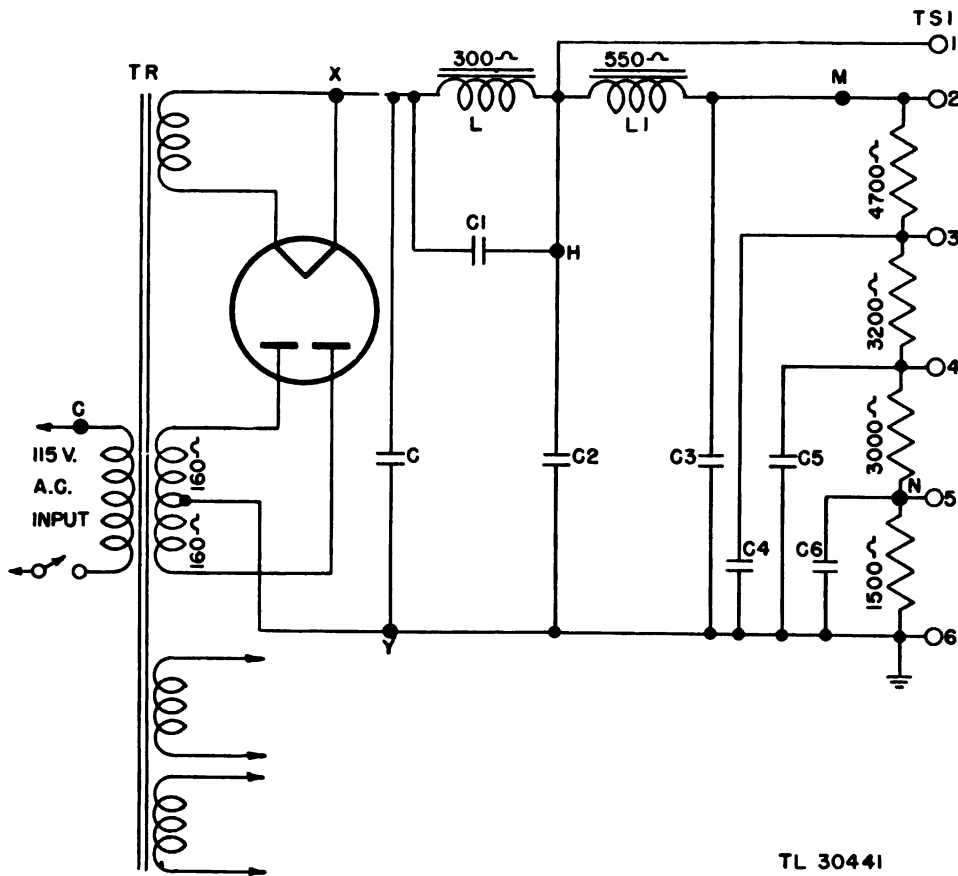 TS1
1
300~
550~
TR
X
M
2
L
L1
4700~
C1
H
3
3200~
4
G
115 V.
A.C.
INPUT
160~
160~
C
C2
C3
C5
3000~
N
5
C4
C6
1500~
Y
6
TL 30441